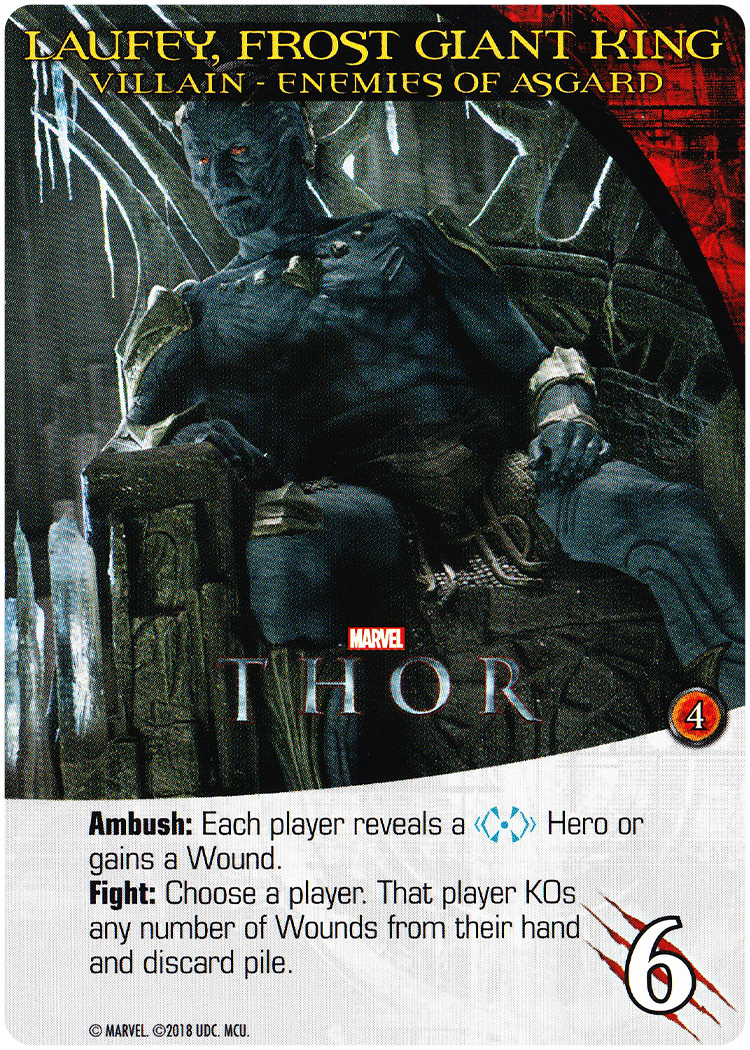 LAUFEY, FROST GIANT KING
VILLAIN - ENEMIES OF ASGARD
MARVEL
THOR
4
Ambush: Each player reveals a Hero or
gains a Wound.
Fight: Choose a player. That player KOs
any number of Wounds from their hand
and discard pile.
6
© MARVEL. ©2018 UDC. MCU.